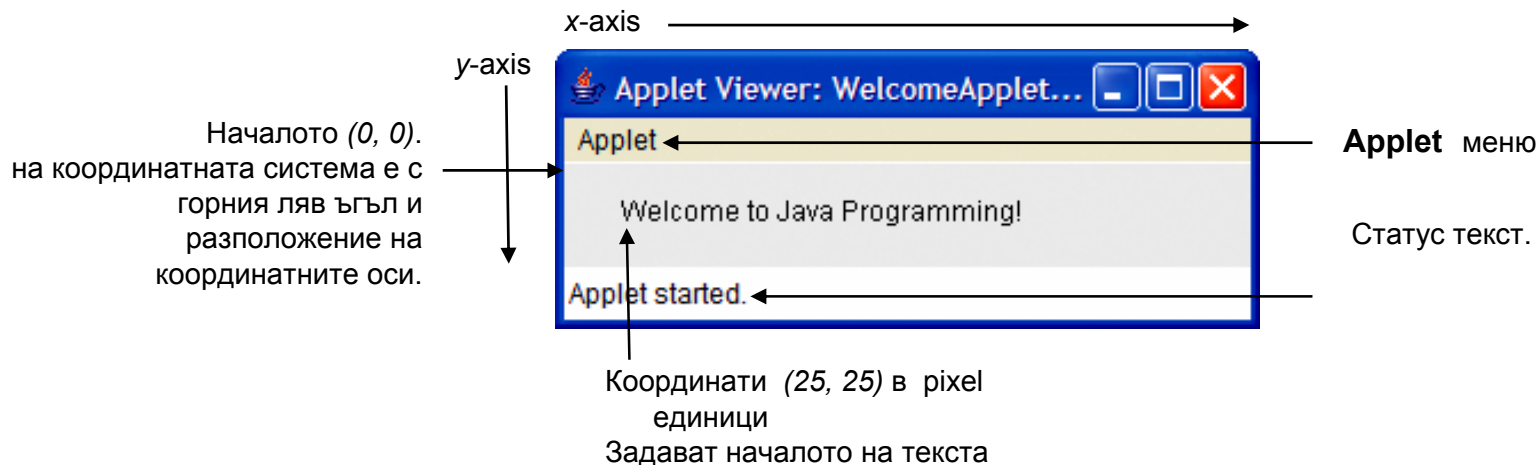 x-axis
y-axis
Applet Viewer: WelcomeApplet...
Applet
Welcome to Java Programming!
Applet started.
Началото (0, 0).
на координатната система е с
горния ляв ъгъл и
разположение на
координатните оси.
Applet меню
Статус текст.
Координати (25, 25) в pixel
единици
Задават началото на текста